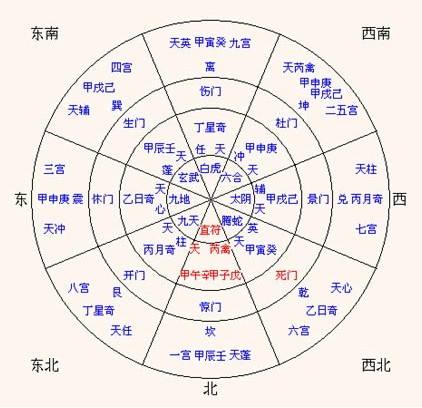 东南
西南
天英 甲寅癸 九宫
离
伤门
丁星奇
任 天
白虎
四宫
甲戌己
天辅 巽
生门
甲辰壬
天
蓬
玄武
天丙禽
甲申庚
甲戌己
坤 二五宫
杜门
甲申庚
冲
天
六合
东
三宫
甲申庚 震
天冲
休门
乙日奇
天
心
九地
太阴
辅
天
甲戌己
景门
兑 丙月奇
天柱
七宫
西
九天
天
柱
丙月奇
开门
八宫
艮
丁星奇
天任
直符
天 丙禽
甲午辛甲子戊
惊门
坎
一宫 甲辰壬 天蓬
腾蛇
英
天
甲寅癸
死门
乾 天心
乙日奇
六宫
东北
北
西北